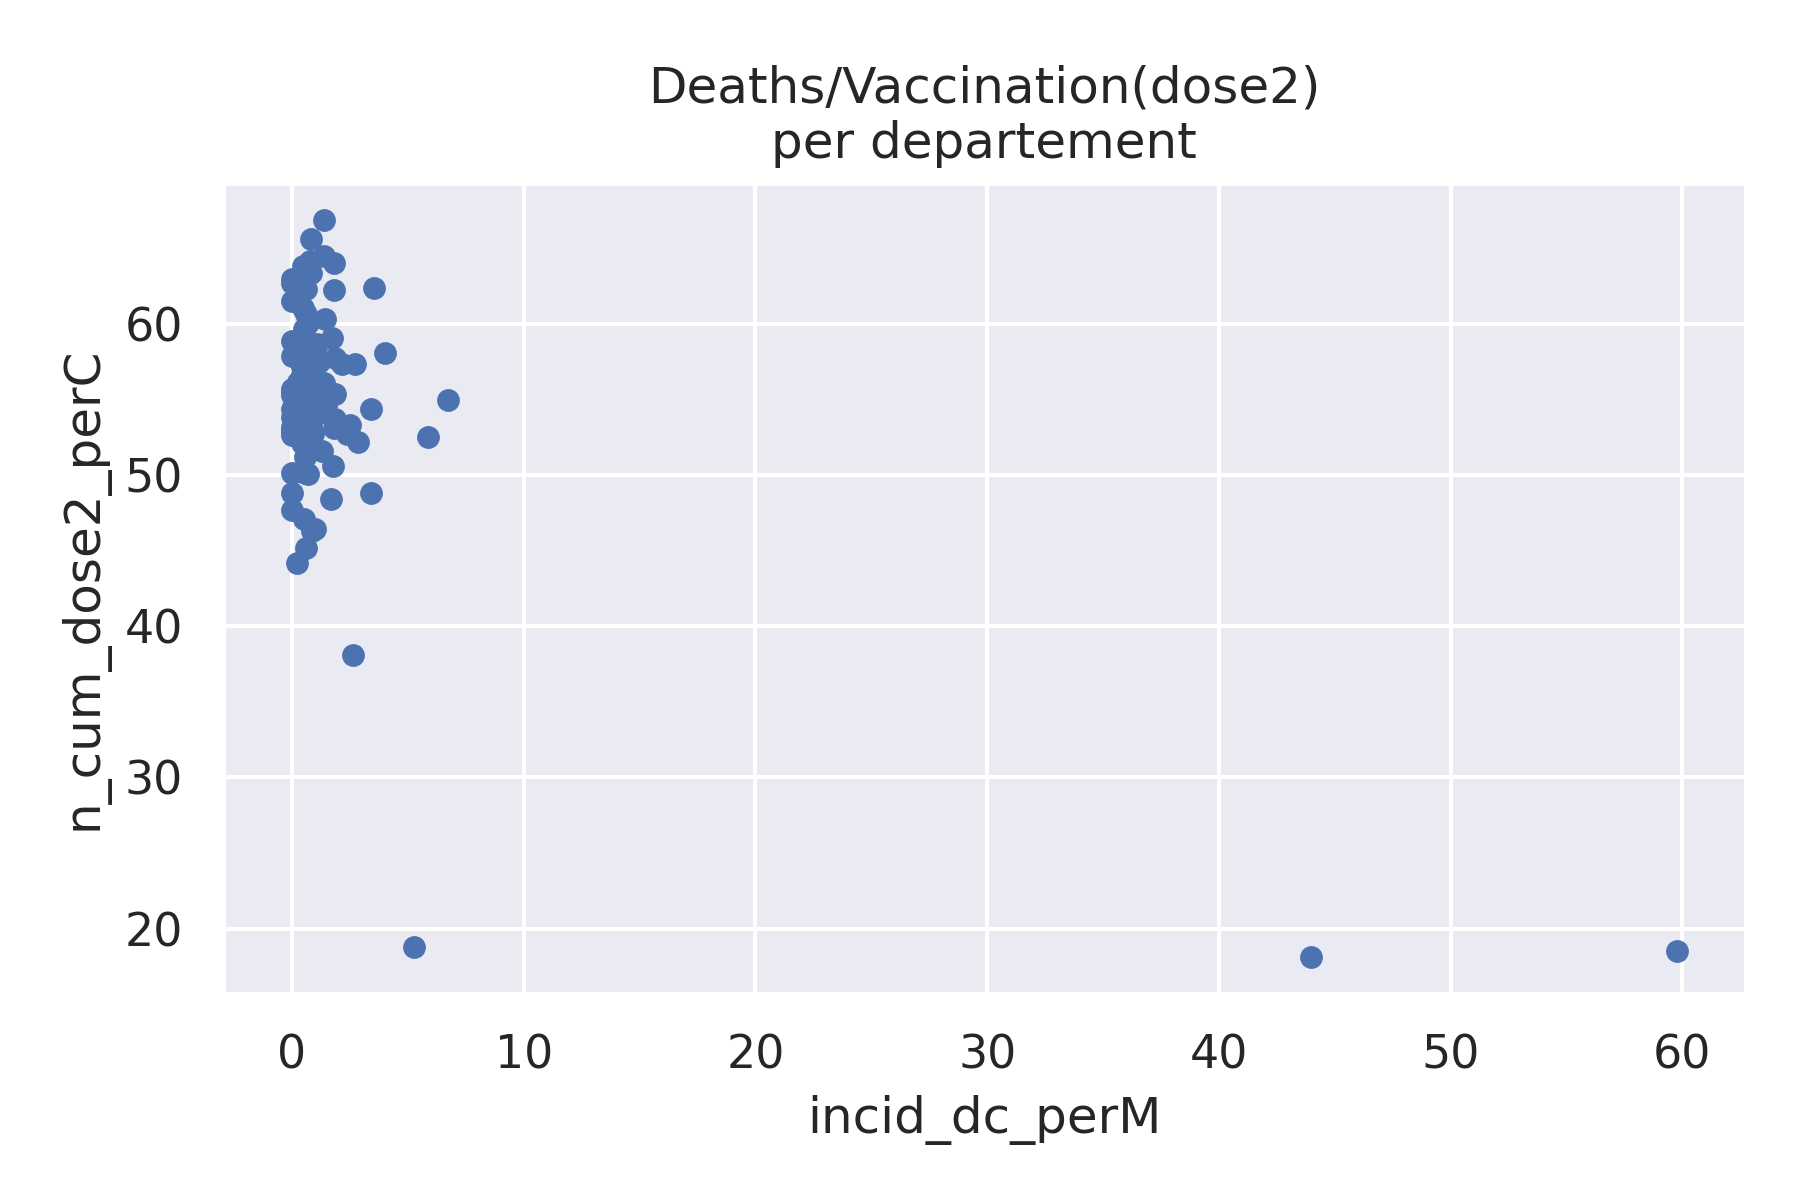 Deaths/Vaccination(dose2)
per departement
n_cum_dose2_perC
60
50
40
30
20
0 10 20 30 40 50 60
incid_dc_perM